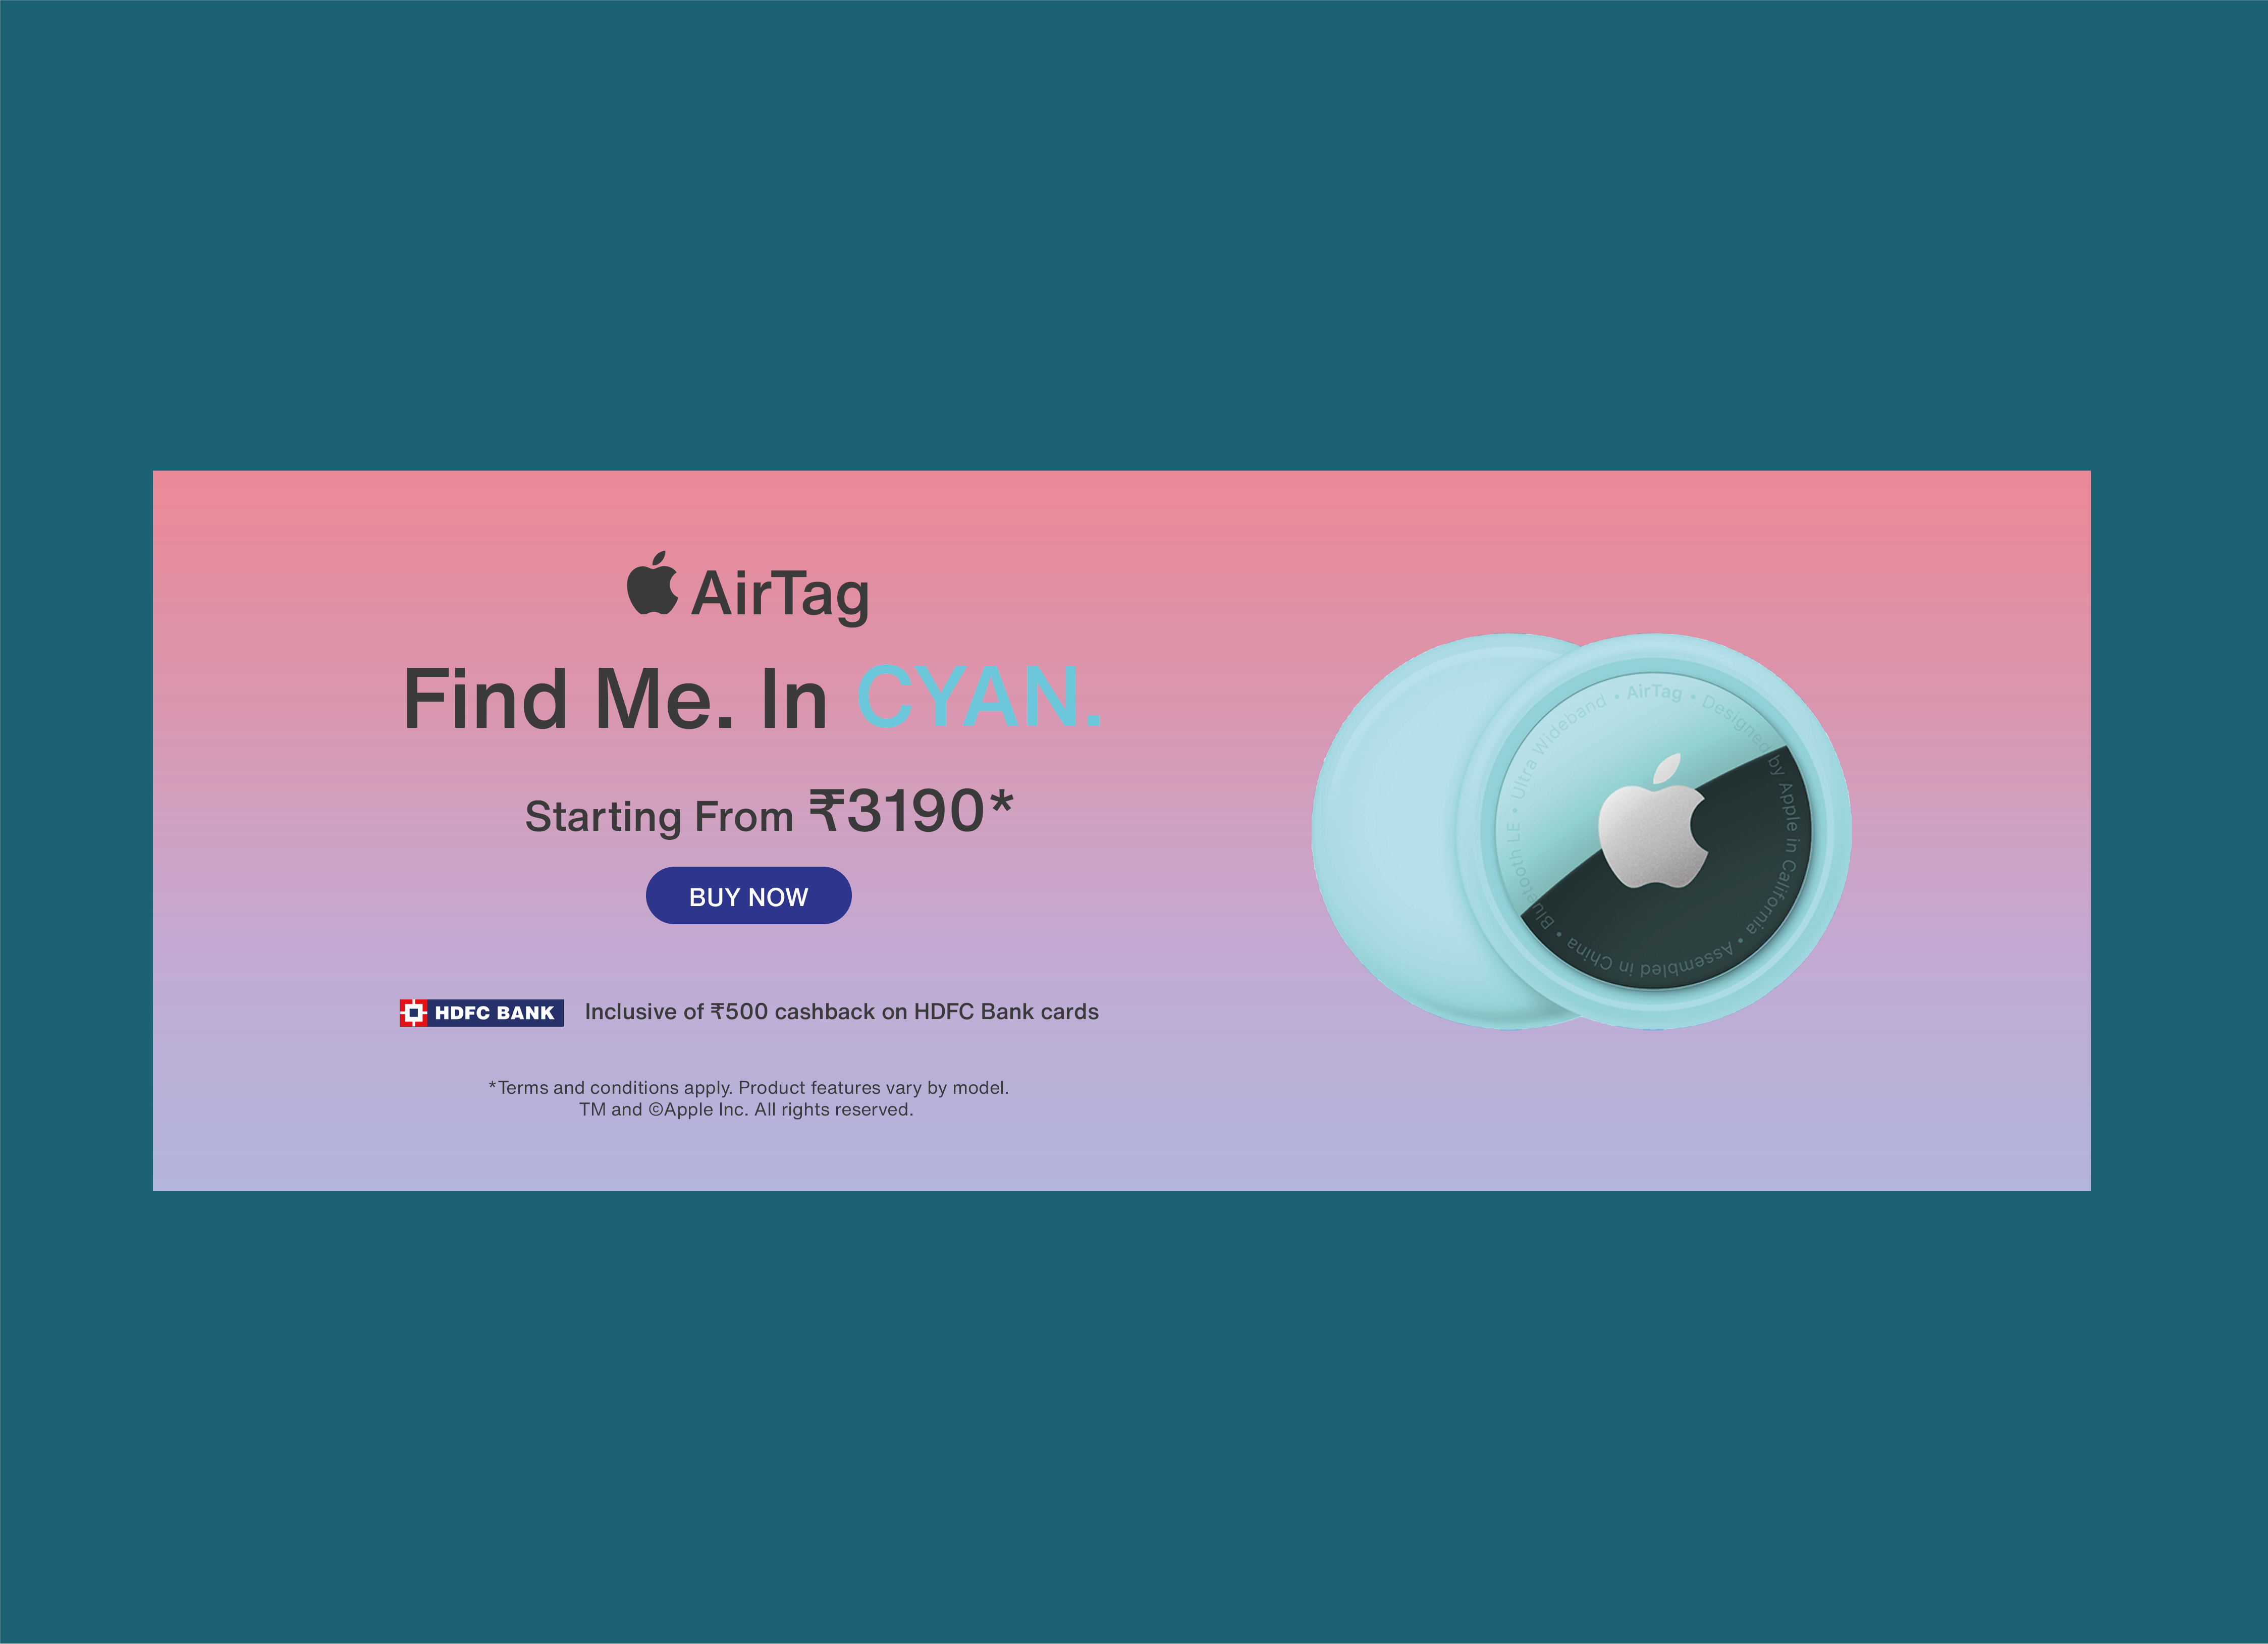 AirTag
Find Me. In CYAN.
Starting From ₹3190*
BUY NOW
HDFC BANK Inclusive of ₹500 cashback on HDFC Bank cards
*Terms and conditions apply. Product features vary by model.
TM and ©Apple Inc. All rights reserved.
• AirTag • Designed by Apple in California • Assembled in China • Bluetooth LE • Ultra Wideband